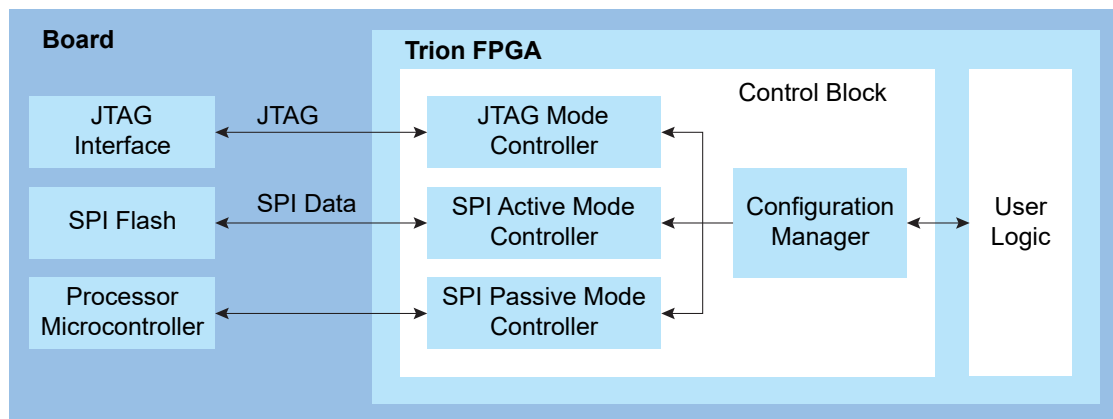 Board
Trion FPGA
Control Block
JTAG
Interface
JTAG
JTAG Mode
Controller
SPI Flash
SPI Data
SPI Active Mode
Controller
Configuration
Manager
User
Logic
Processor
Microcontroller
SPI Passive Mode
Controller